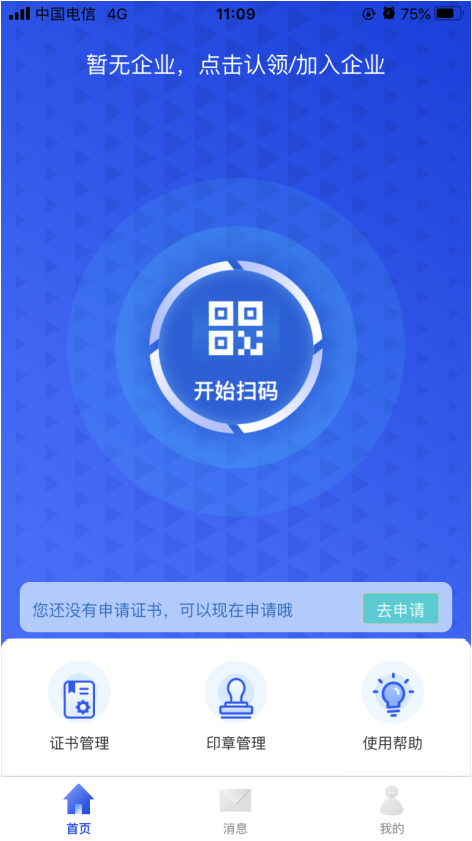 中国电信 4G 11:09 75%
暂无企业，点击认领/加入企业
开始扫码
您还没有申请证书，可以现在申请哦 去申请
证书管理 印章管理 使用帮助
首页 消息 我的